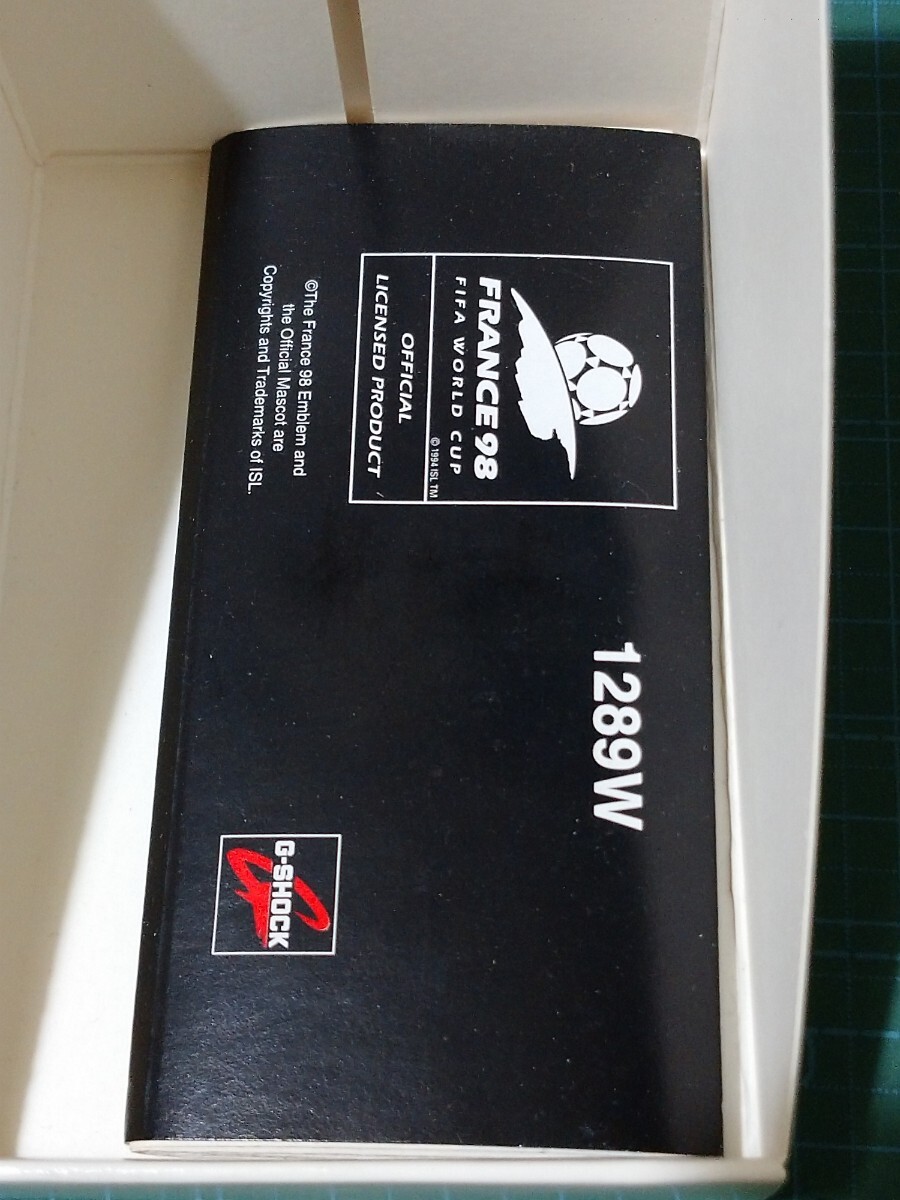 1289W
FRANCE 98
FIFA WORLD CUP
© 1994 ISL TM
OFFICIAL
LICENSED PRODUCT
©The France 98 Emblem and
the Official Mascot are
Copyrights and Trademarks of ISL.
G-SHOCK